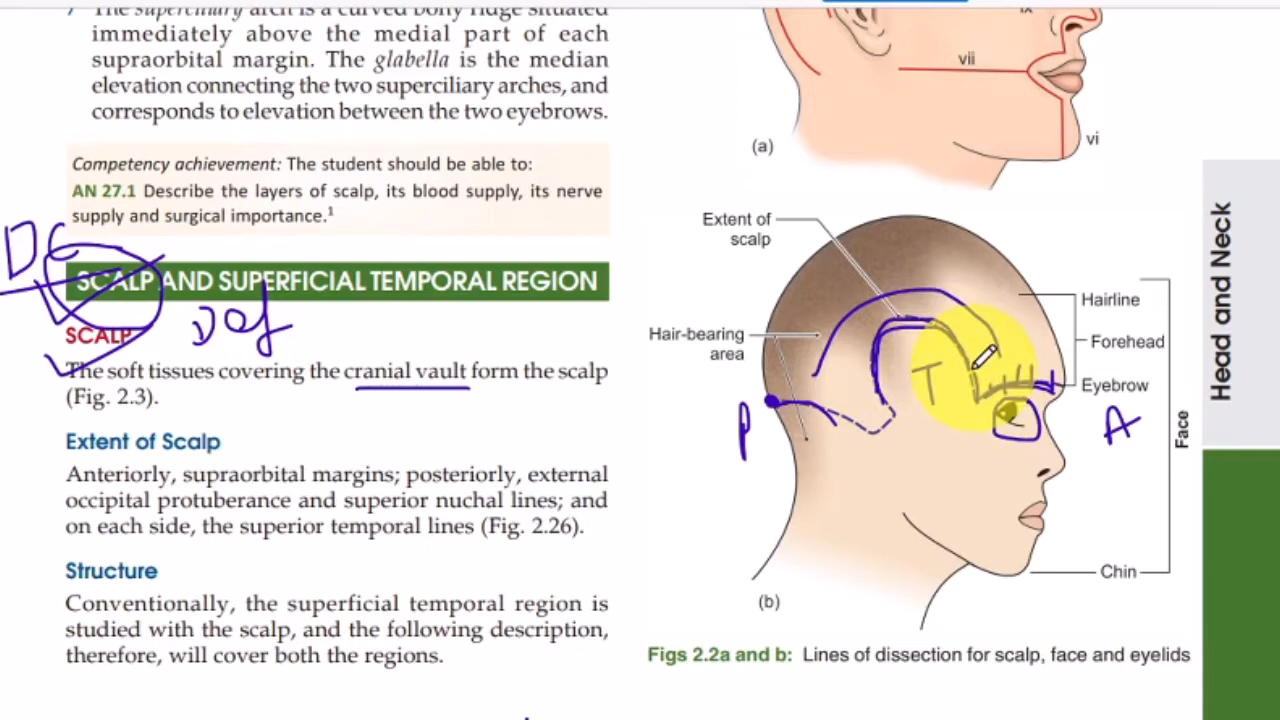 7 The superciliary arch is a curved bony ridge situated
immediately above the medial part of each
supraorbital margin. The glabella is the median
elevation connecting the two superciliary arches, and
corresponds to elevation between the two eyebrows.
Competency achievement: The student should be able to:
AN 27.1 Describe the layers of scalp, its blood supply, its nerve
supply and surgical importance.1
SCALP AND SUPERFICIAL TEMPORAL REGION
Def
SCALP
The soft tissues covering the cranial vault form the scalp
(Fig. 2.3).
Extent of Scalp
Anteriorly, supraorbital margins; posteriorly, external
occipital protuberance and superior nuchal lines; and
on each side, the superior temporal lines (Fig. 2.26).
Structure
Conventionally, the superficial temporal region is
studied with the scalp, and the following description,
therefore, will cover both the regions.
ix
vii
vi
(a)
Extent of
scalp
Hairline
Hair-bearing
area
Forehead
Eyebrow
T
P
A
Face
Chin
(b)
Figs 2.2a and b: Lines of dissection for scalp, face and eyelids
Head and Neck